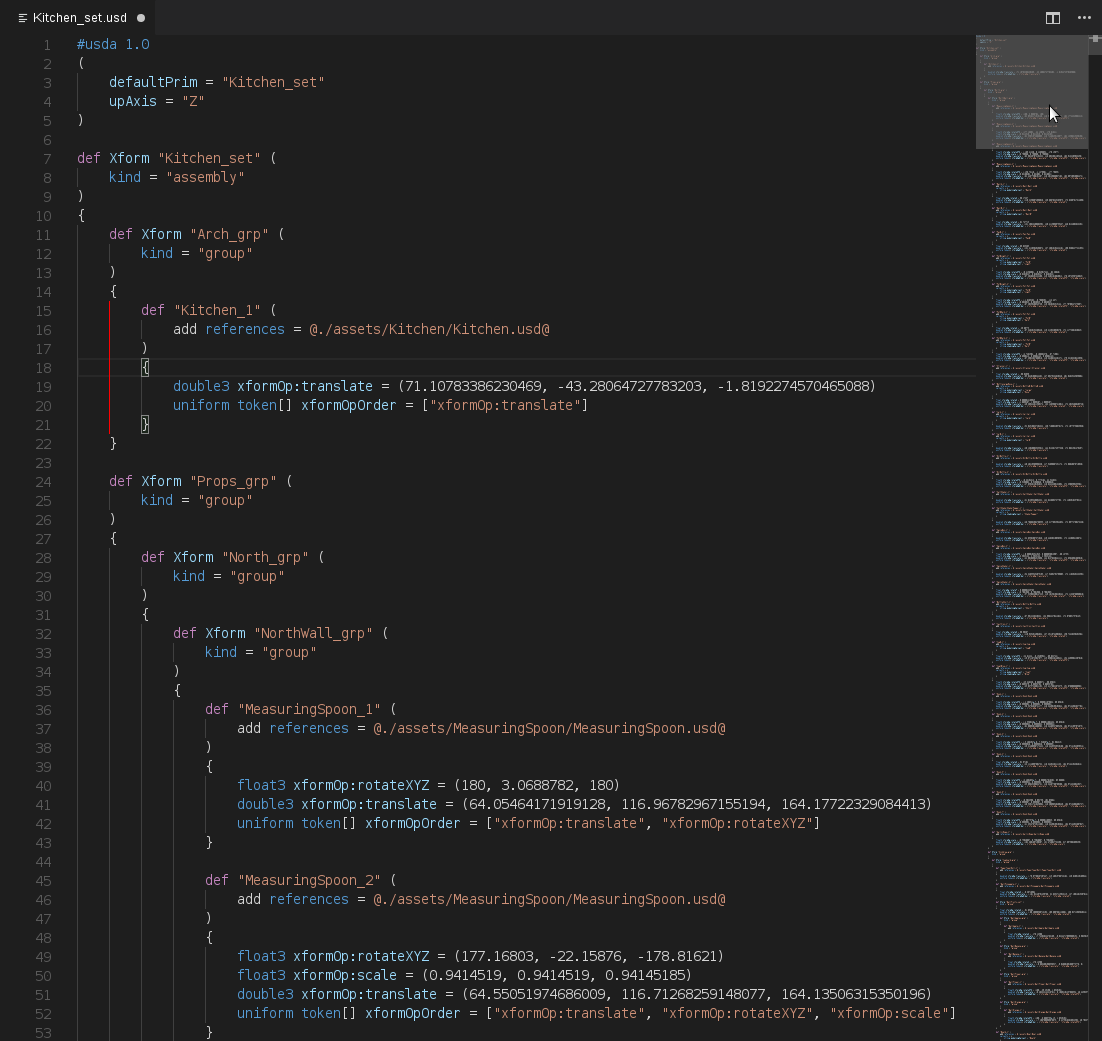 Kitchen_set.usd
1 #usda 1.0
2 (
3     defaultPrim = "Kitchen_set"
4     upAxis = "Z"
5 )
6
7 def Xform "Kitchen_set" (
8     kind = "assembly"
9 )
10 {
11     def Xform "Arch_grp" (
12         kind = "group"
13     )
14     {
15         def "Kitchen_1" (
16             add references = @./assets/Kitchen/Kitchen.usd@
17         )
18         {
19             double3 xformOp:translate = (71.10783386230469, -43.28064727783203, -1.8192274570465088)
20             uniform token[] xformOpOrder = ["xformOp:translate"]
21         }
22     }
23
24     def Xform "Props_grp" (
25         kind = "group"
26     )
27     {
28         def Xform "North_grp" (
29             kind = "group"
30         )
31         {
32             def Xform "NorthWall_grp" (
33                 kind = "group"
34             )
35             {
36                 def "MeasuringSpoon_1" (
37                     add references = @./assets/MeasuringSpoon/MeasuringSpoon.usd@
38                 )
39                 {
40                     float3 xformOp:rotateXYZ = (180, 3.0688782, 180)
41                     double3 xformOp:translate = (64.05464171919128, 116.96782967155194, 164.17722329084413)
42                     uniform token[] xformOpOrder = ["xformOp:translate", "xformOp:rotateXYZ"]
43                 }
44
45                 def "MeasuringSpoon_2" (
46                     add references = @./assets/MeasuringSpoon/MeasuringSpoon.usd@
47                 )
48                 {
49                     float3 xformOp:rotateXYZ = (177.16803, -22.15876, -178.81621)
50                     float3 xformOp:scale = (0.9414519, 0.9414519, 0.94145185)
51                     double3 xformOp:translate = (64.55051974686009, 116.71268259148077, 164.13506315350196)
52                     uniform token[] xformOpOrder = ["xformOp:translate", "xformOp:rotateXYZ", "xformOp:scale"]
53                 }